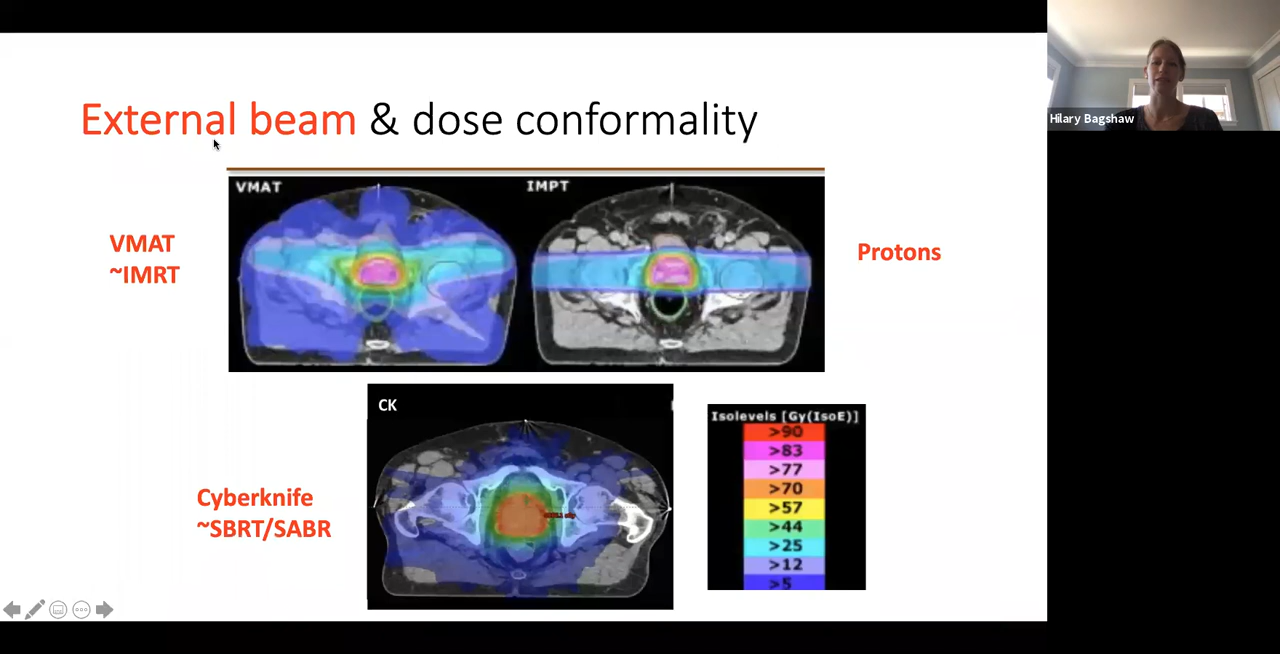 External beam & dose conformality
Hilary Bagshaw
VMAT
IMPT
VMAT
~IMRT
Protons
CK
Cyberknife
~SBRT/SABR
Isolevels [Gy(IsoE)]
>90
>83
>77
>70
>57
>44
>25
>12
>5